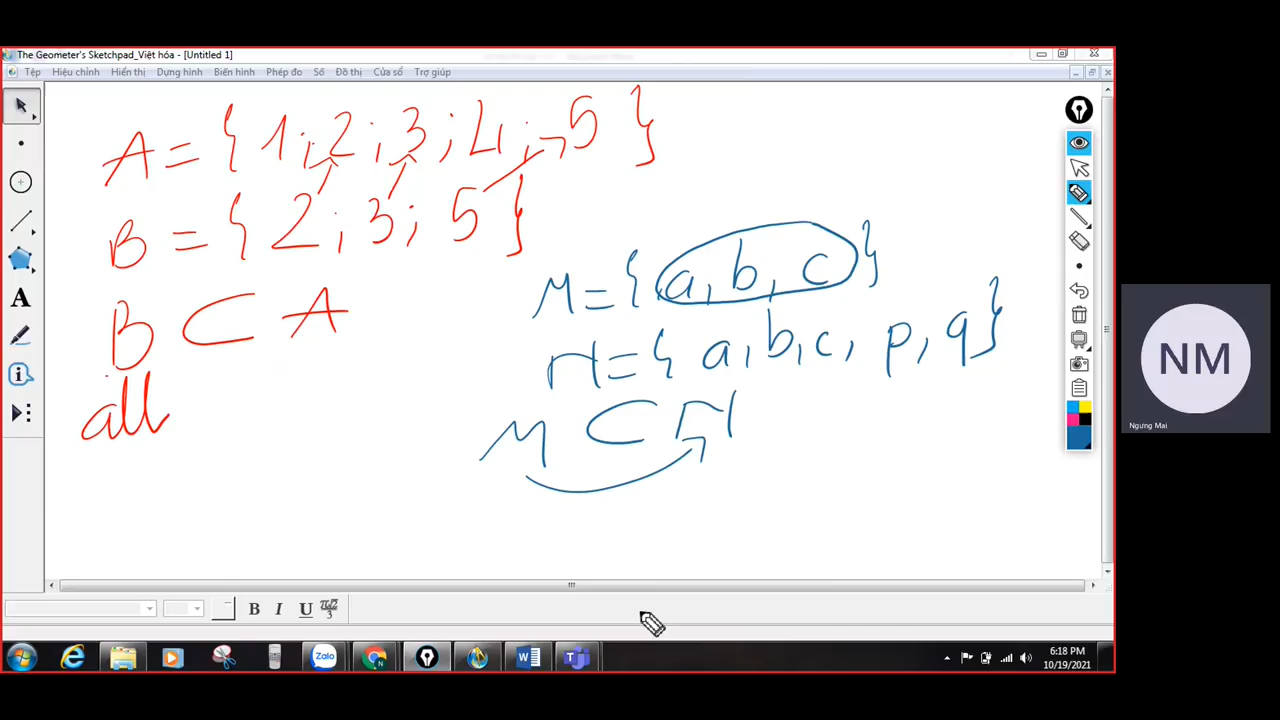 The Geometer's Sketchpad_Việt hóa - [Untitled 1]
Tệp Hiệu chỉnh Hiển thị Dựng hình Biến hình Phép đo Số Đồ thị Cửa sổ Trợ giúp
A = { 1 ; 2 ; 3 ; 4 ; 5 }
B = { 2 ; 3 ; 5 }
B ⊂ A
all
M = { a, b, c }
N = { a, b, c, p, q }
M ⊂ N
A
NM
Ngưng Mai
B I U
Zalo
6:18 PM
10/19/2021